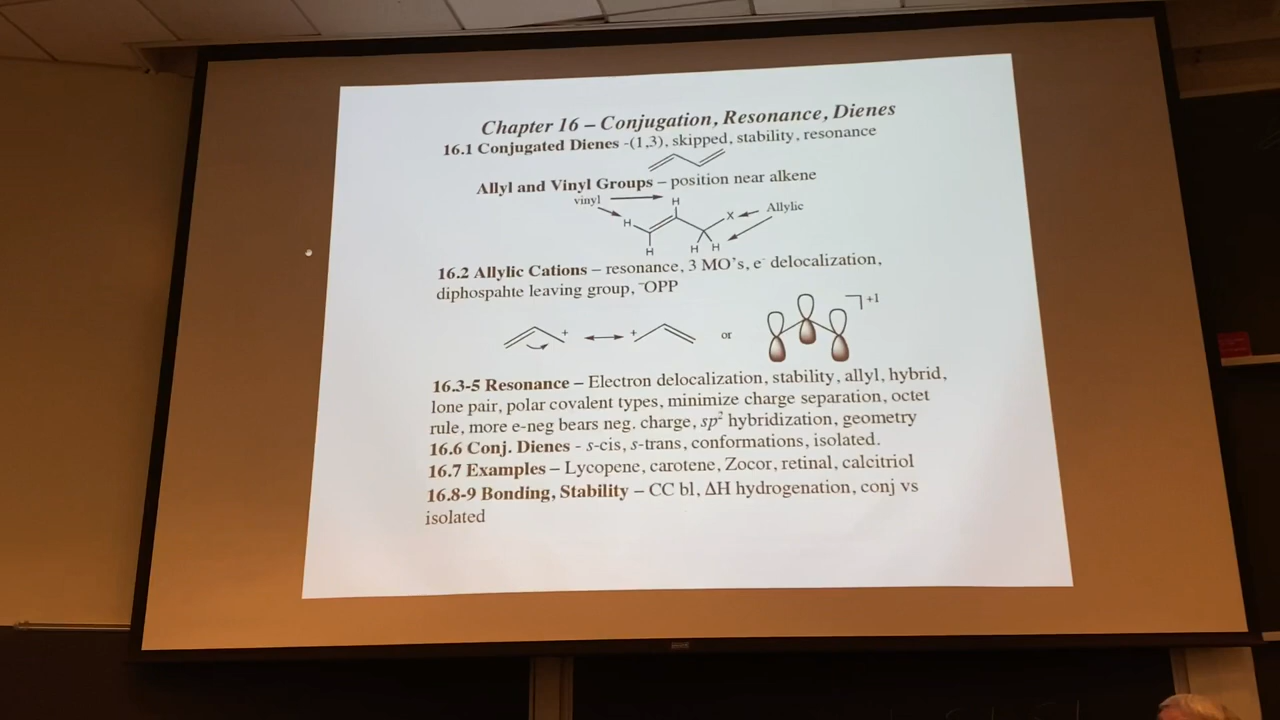 Chapter 16 – Conjugation, Resonance, Dienes
16.1 Conjugated Dienes -(1,3), skipped, stability, resonance
Allyl and Vinyl Groups – position near alkene
vinyl
H
H
X
Allylic
H
H H
16.2 Allylic Cations – resonance, 3 MO's, e⁻ delocalization,
diphospahte leaving group, ⁻OPP
+ + or +1
16.3-5 Resonance – Electron delocalization, stability, allyl, hybrid,
lone pair, polar covalent types, minimize charge separation, octet
rule, more e-neg bears neg. charge, sp² hybridization, geometry
16.6 Conj. Dienes - s-cis, s-trans, conformations, isolated.
16.7 Examples – Lycopene, carotene, Zocor, retinal, calcitriol
16.8-9 Bonding, Stability – CC bl, ΔH hydrogenation, conj vs
isolated